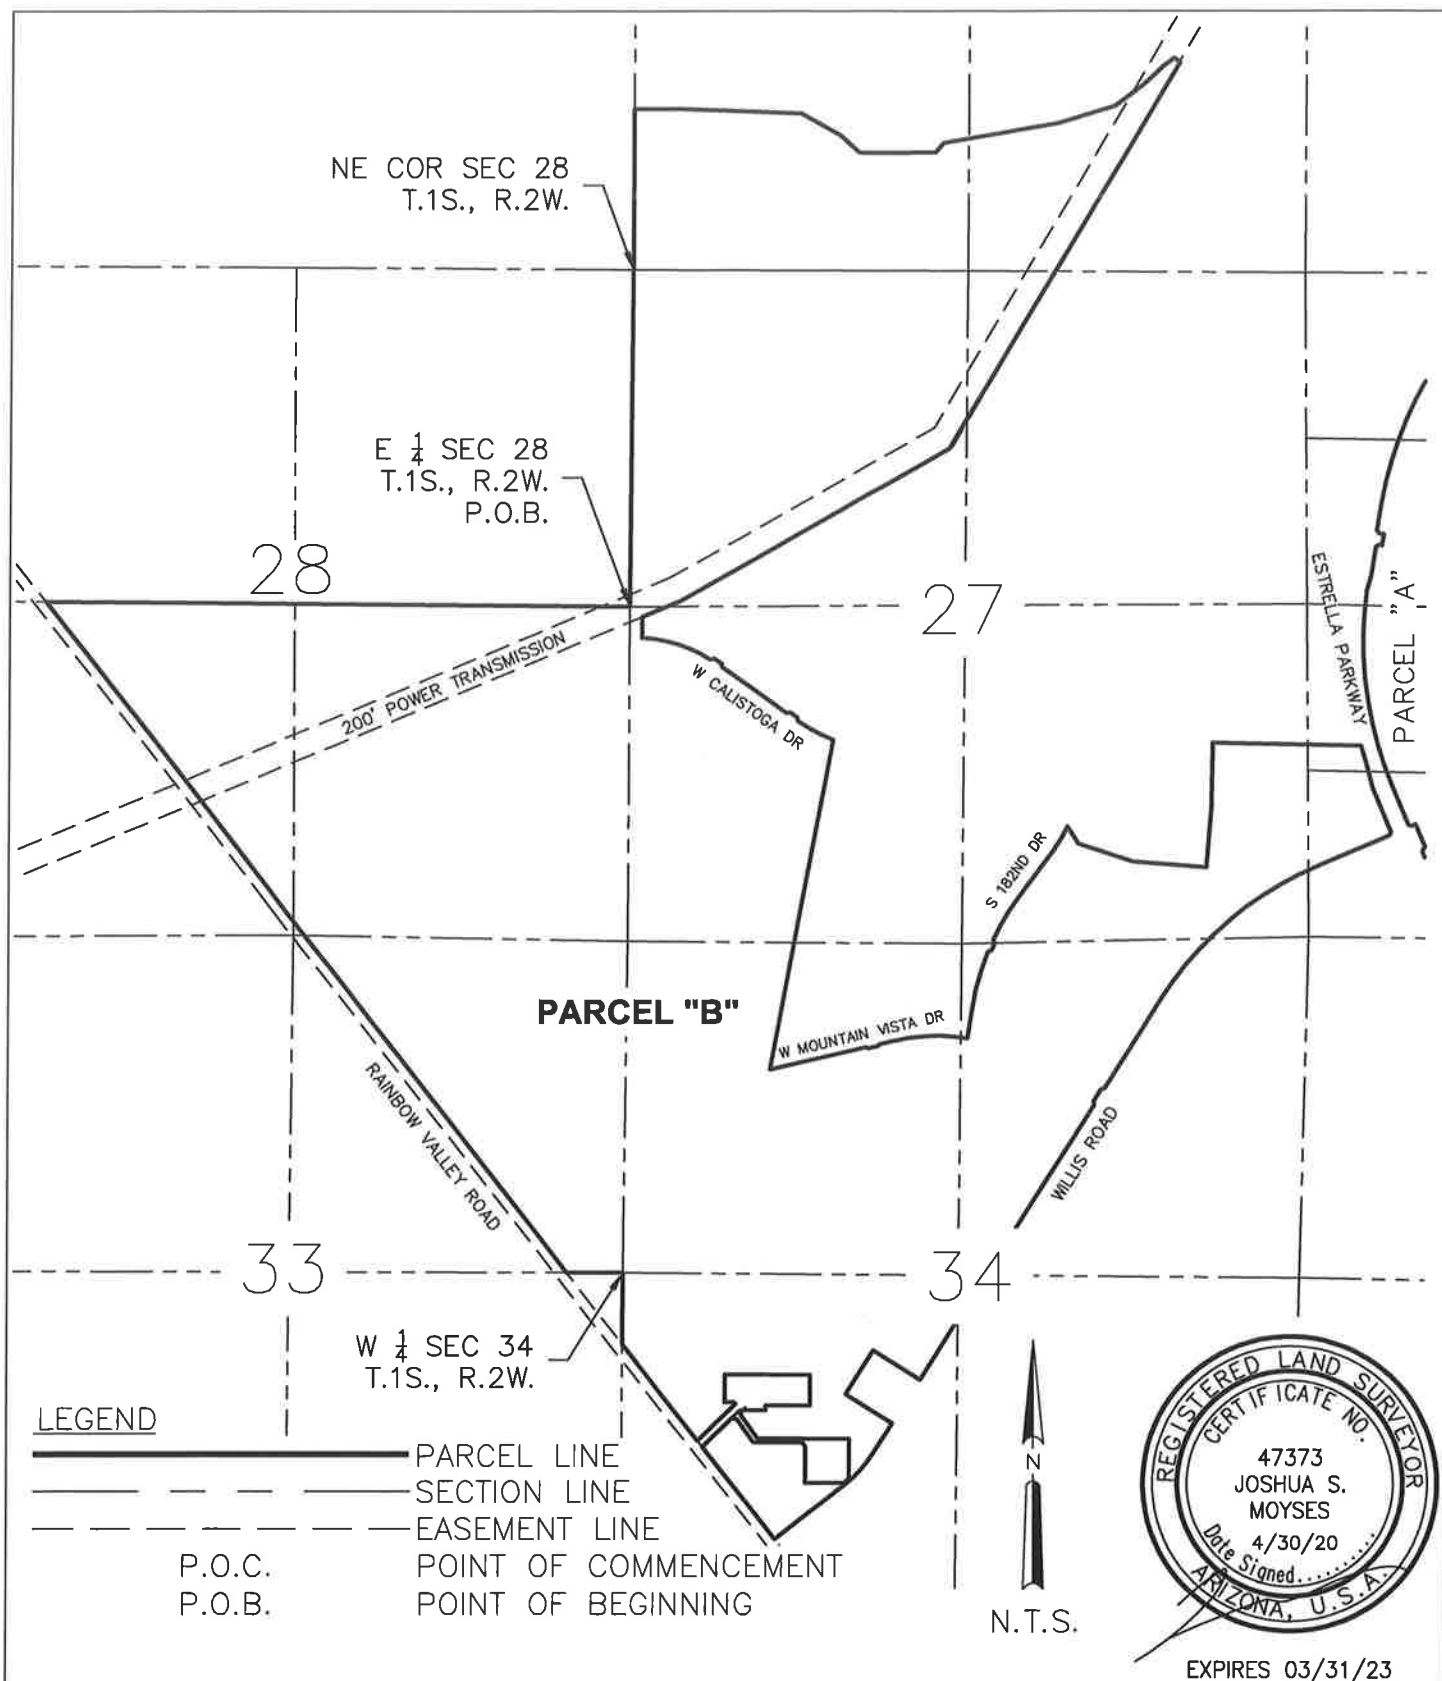 NE COR SEC 28
T.1S., R.2W.
E 1/4 SEC 28
T.1S., R.2W.
P.O.B.
28
27
ESTRELLA PARKWAY
PARCEL "A"
200' POWER TRANSMISSION
W CALISTOGA DR
S 182ND DR
PARCEL "B"
W MOUNTAIN VISTA DR
RAINBOW VALLEY ROAD
WILLIS ROAD
33
34
W 1/4 SEC 34
T.1S., R.2W.
LEGEND
PARCEL LINE
SECTION LINE
EASEMENT LINE
P.O.C. POINT OF COMMENCEMENT
P.O.B. POINT OF BEGINNING
N
N.T.S.
REGISTERED LAND SURVEYOR
CERTIFICATE NO.
47373
JOSHUA S.
MOYSES
4/30/20
Date Signed..........
ARIZONA, U.S.A.
EXPIRES 03/31/23